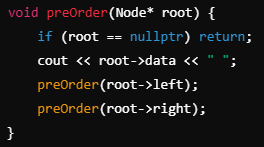 void preOrder(Node* root) {
    if (root == nullptr) return;
    cout << root->data << " ";
    preOrder(root->left);
    preOrder(root->right);
}